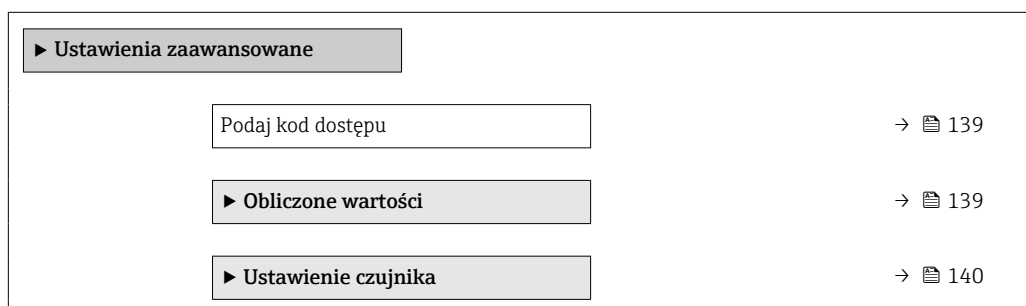 ▶ Ustawienia zaawansowane
Podaj kod dostępu → 139
▶ Obliczone wartości → 139
▶ Ustawienie czujnika → 140